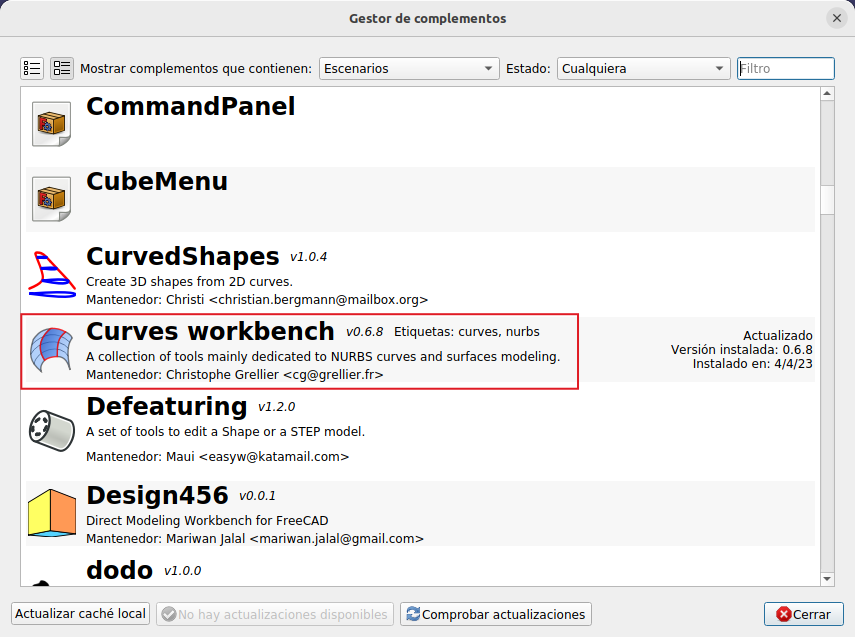 Gestor de complementos
Mostrar complementos que contienen: Escenarios Estado: Cualquiera Filtro
CommandPanel
CubeMenu
CurvedShapes v1.0.4
Create 3D shapes from 2D curves.
Mantenedor: Christi <christian.bergmann@mailbox.org>
Curves workbench v0.6.8 Etiquetas: curves, nurbs
A collection of tools mainly dedicated to NURBS curves and surfaces modeling.
Mantenedor: Christophe Grellier <cg@grellier.fr>
Actualizado
Versión instalada: 0.6.8
Instalado en: 4/4/23
Defeaturing v1.2.0
A set of tools to edit a Shape or a STEP model.
Mantenedor: Maui <easyw@katamail.com>
Design456 v0.0.1
Direct Modeling Workbench for FreeCAD
Mantenedor: Mariwan Jalal <mariwan.jalal@gmail.com>
dodo v1.0.0
Actualizar caché local No hay actualizaciones disponibles Comprobar actualizaciones Cerrar